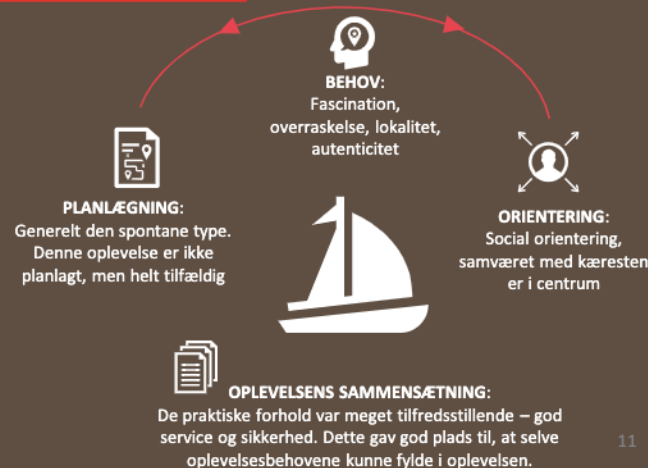 BEHOV:
Fascination,
overraskelse, lokalitet,
autenticitet
PLANLÆGNING:
Generelt den spontane type.
Denne oplevelse er ikke
planlagt, men helt tilfældig
ORIENTERING:
Social orientering,
samværet med kæresten
er i centrum
OPLEVELSENS SAMMENSÆTNING:
De praktiske forhold var meget tilfredsstillende – god
service og sikkerhed. Dette gav god plads til, at selve
oplevelsesbehovene kunne fylde i oplevelsen.
11